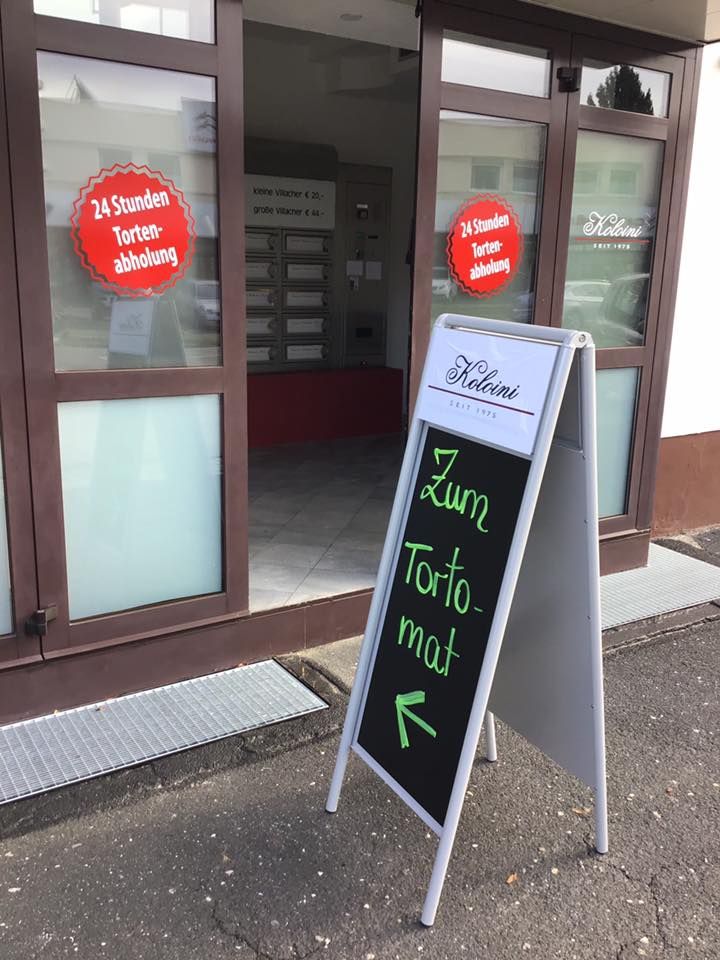 24 Stunden
Torten-
abholung
kleine Villacher € 20,-
große Villacher € 44,-
24 Stunden
Torten-
abholung
Koloini
SEIT 1975
Koloini
SEIT 1975
Zum
Torto-
mat